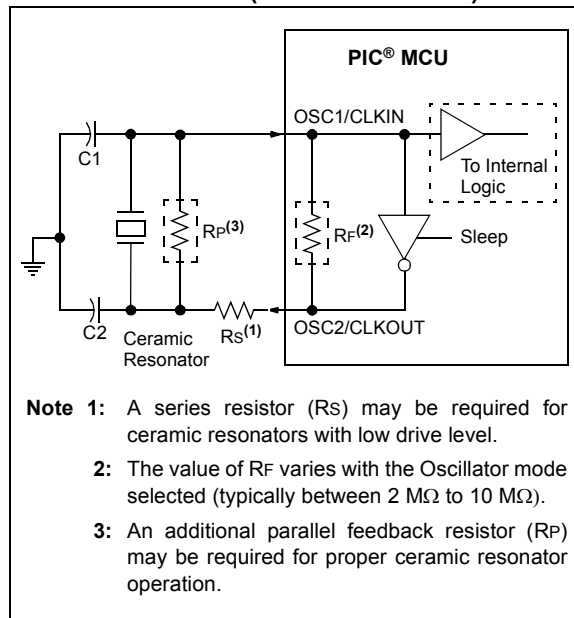 PIC® MCU
OSC1/CLKIN
C1
To Internal
Logic
RP(3)
RF(2)
Sleep
C2
Ceramic
Resonator
RS(1)
OSC2/CLKOUT
Note 1: A series resistor (RS) may be required for
ceramic resonators with low drive level.
2: The value of RF varies with the Oscillator mode
selected (typically between 2 MΩ to 10 MΩ).
3: An additional parallel feedback resistor (RP)
may be required for proper ceramic resonator
operation.